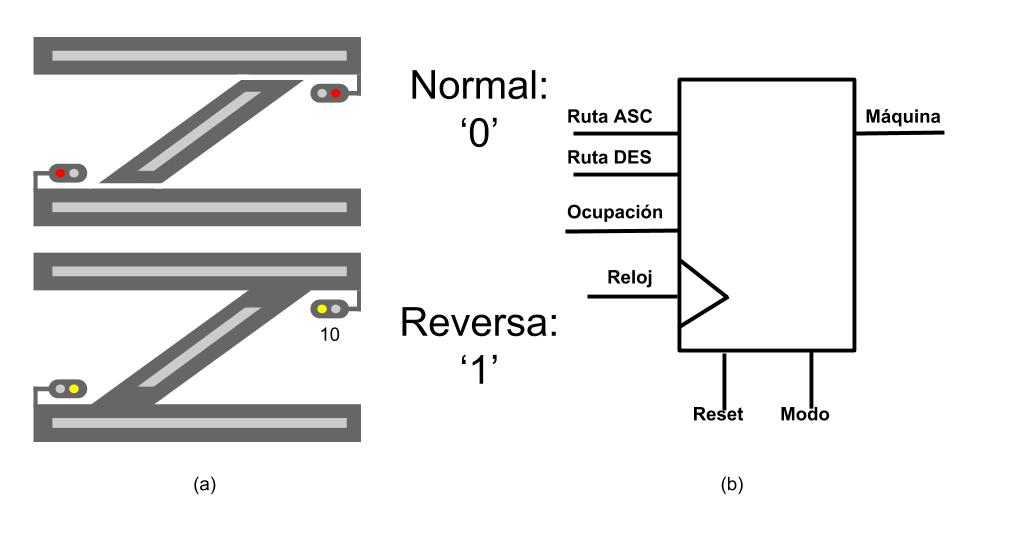 Normal:
‘0’
10
Reversa:
‘1’
(a)
Ruta ASC
Ruta DES
Ocupación
Reloj
Máquina
Reset
Modo
(b)